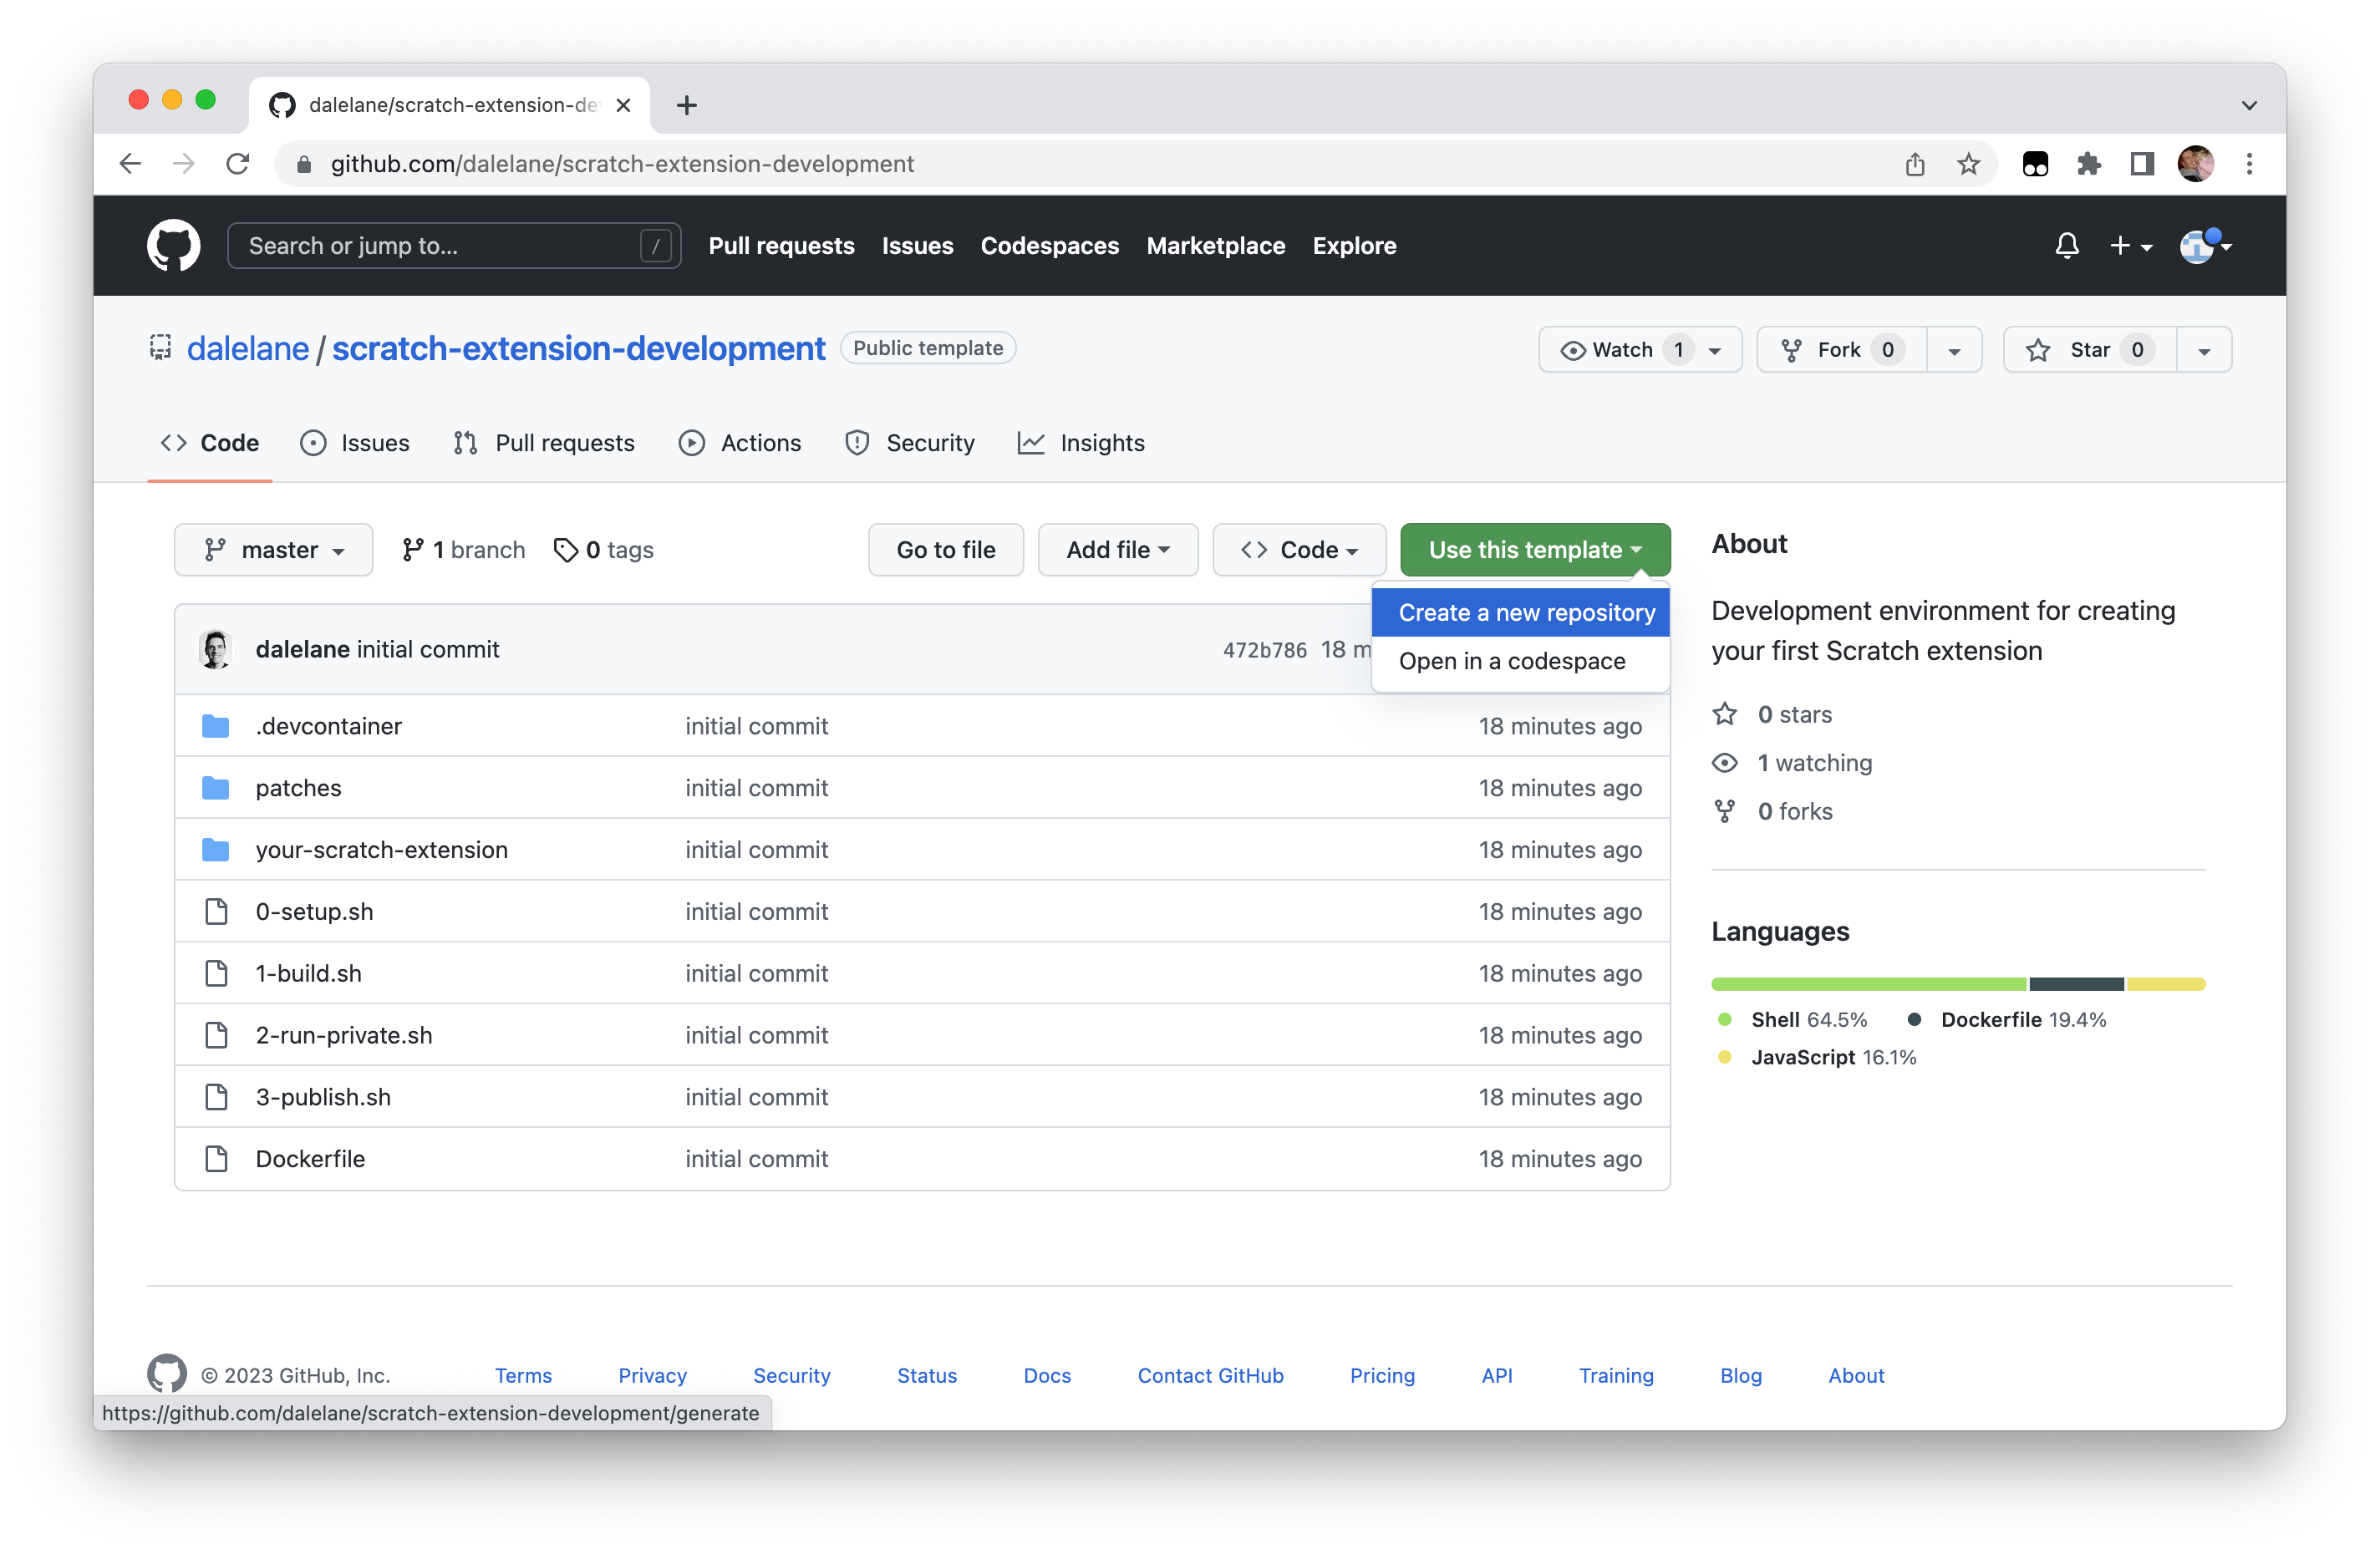 dalelane/scratch-extension-de
github.com/dalelane/scratch-extension-development
Search or jump to... / Pull requests Issues Codespaces Marketplace Explore
dalelane / scratch-extension-development Public template Watch 1 Fork 0 Star 0
Code Issues Pull requests Actions Security Insights
master 1 branch 0 tags Go to file Add file Code Use this template
Create a new repository
Open in a codespace
dalelane initial commit 472b786 18 m
.devcontainer initial commit 18 minutes ago
patches initial commit 18 minutes ago
your-scratch-extension initial commit 18 minutes ago
0-setup.sh initial commit 18 minutes ago
1-build.sh initial commit 18 minutes ago
2-run-private.sh initial commit 18 minutes ago
3-publish.sh initial commit 18 minutes ago
Dockerfile initial commit 18 minutes ago
About
Development environment for creating
your first Scratch extension
0 stars
1 watching
0 forks
Languages
Shell 64.5% Dockerfile 19.4%
JavaScript 16.1%
© 2023 GitHub, Inc. Terms Privacy Security Status Docs Contact GitHub Pricing API Training Blog About
https://github.com/dalelane/scratch-extension-development/generate